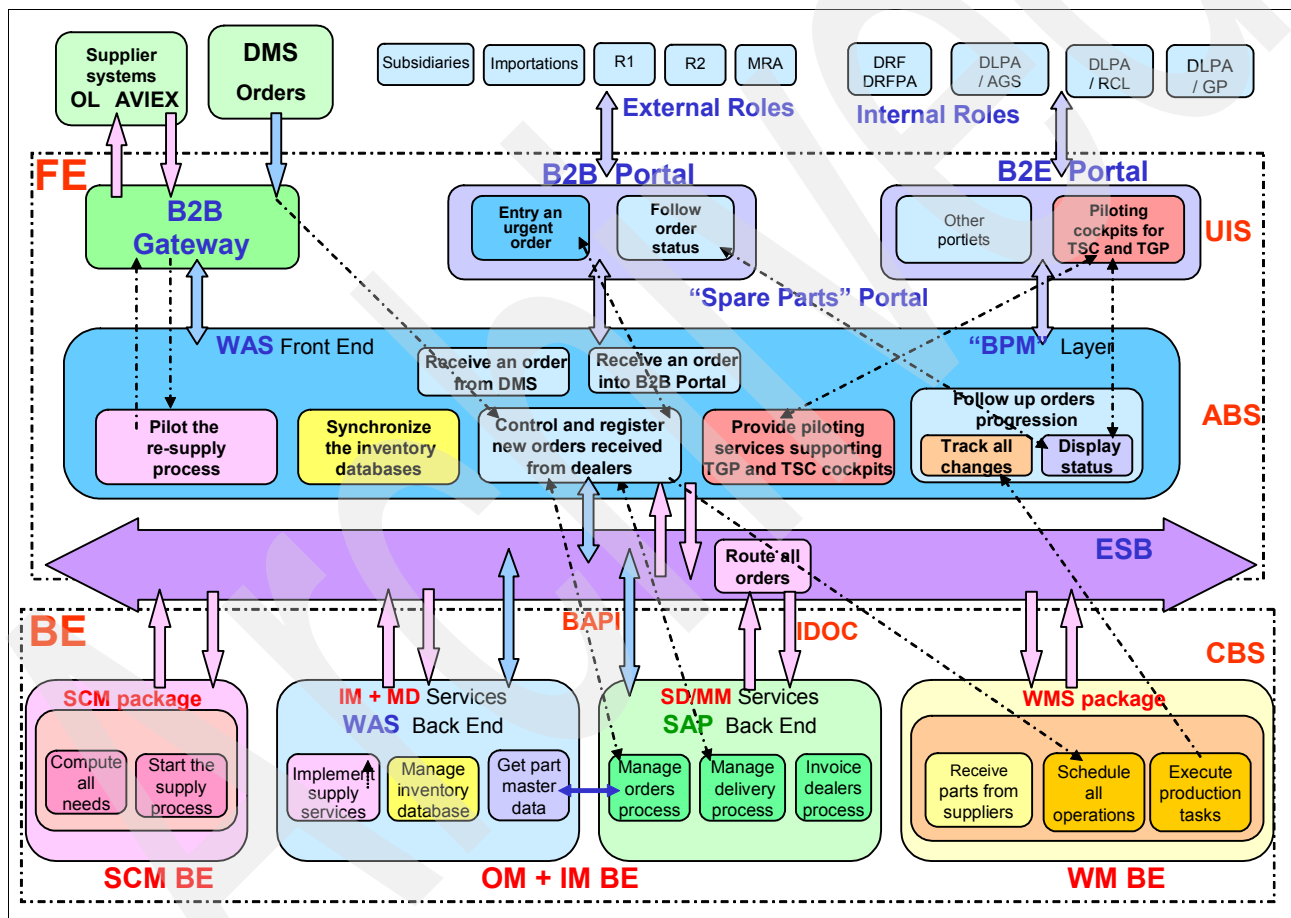 Supplier
systems
OL AVIEX
DMS
Orders
Subsidiaries
Importations
R1
R2
MRA
DRF
DRFPA
DLPA
/ AGS
DLPA
/ RCL
DLPA
/ GP
External Roles
Internal Roles
FE
B2B
Gateway
B2B Portal
Entry an
urgent
order
Follow
order
status
B2E Portal
Other
portlets
Piloting
cockpits for
TSC and TGP
UIS
“Spare Parts” Portal
WAS Front End
“BPM” Layer
Receive an order
from DMS
Receive an order
into B2B Portal
Pilot the
re-supply
process
Synchronize
the inventory
databases
Control and register
new orders received
from dealers
Provide piloting
services supporting
TGP and TSC cockpits
Follow up orders
progression
Track all
changes
Display
status
ABS
ESB
Route all
orders
BE
BAPI
IDOC
CBS
SCM package
Compute
all
needs
Start the
supply
process
SCM BE
IM + MD Services
WAS Back End
Implement
supply
services
Manage
inventory
database
Get part
master
data
SD/MM Services
SAP Back End
Manage
orders
process
Manage
delivery
process
Invoice
dealers
process
OM + IM BE
WMS package
Receive
parts from
suppliers
Schedule
all
operations
Execute
production
tasks
WM BE
Archived